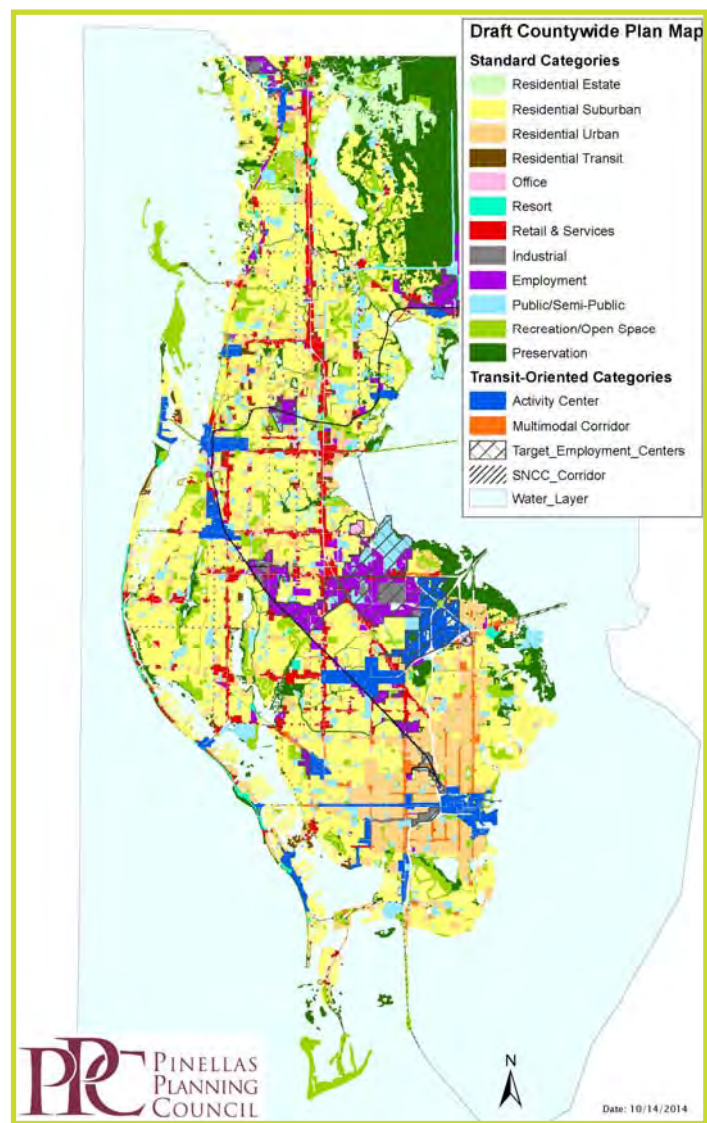 Draft Countywide Plan Map
Standard Categories
Residential Estate
Residential Suburban
Residential Urban
Residential Transit
Office
Resort
Retail & Services
Industrial
Employment
Public/Semi-Public
Recreation/Open Space
Preservation
Transit-Oriented Categories
Activity Center
Multimodal Corridor
Target_Employment_Centers
SNCC_Corridor
Water_Layer
PPC
PINELLAS
PLANNING
COUNCIL
N
Date: 10/14/2014